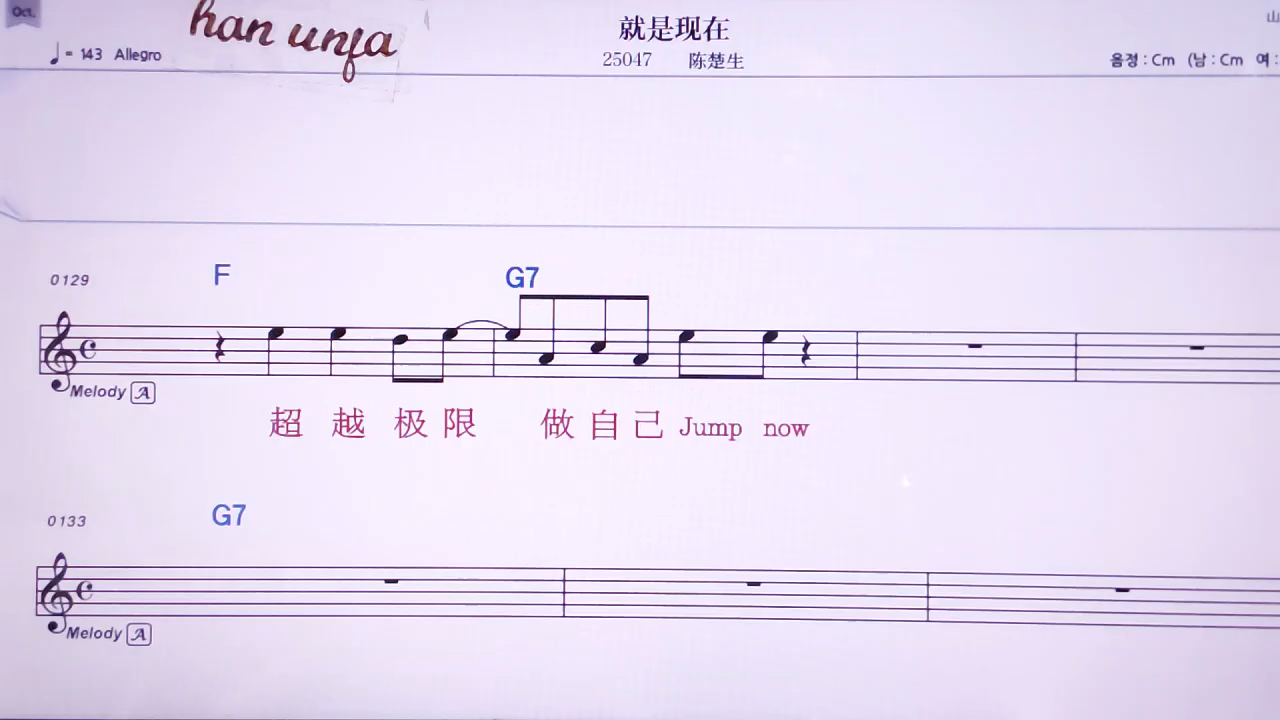 Oct.
han unfa
就是现在
♩= 143 Allegro
25047 陈楚生
음정 : Cm (남 : Cm 여 :
0129
F G7
Melody A
超越极限 做自己 Jump now
0133
G7
Melody A